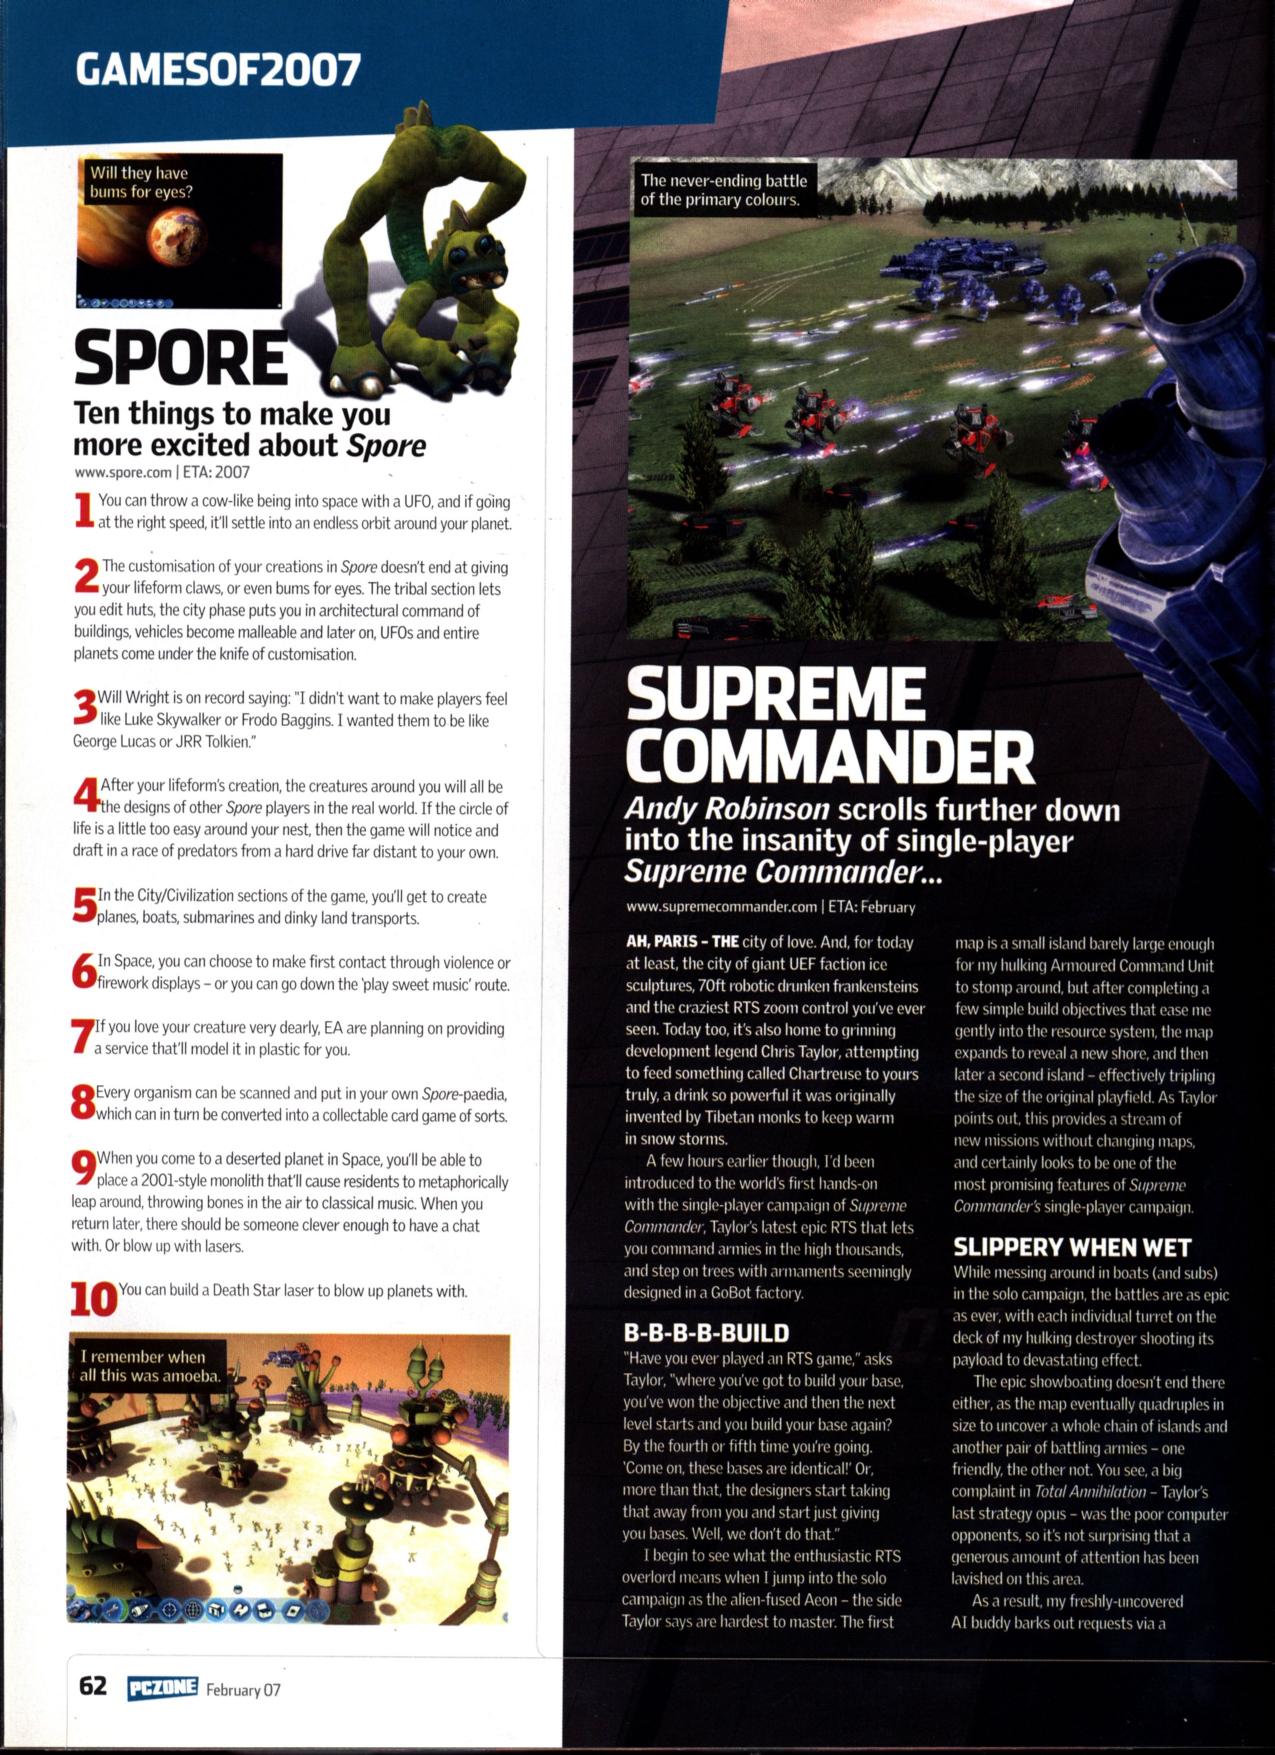 GAMESOF2007
Will they have
bums for eyes?
SPORE
Ten things to make you
more excited about Spore
www.spore.com | ETA: 2007
1 You can throw a cow-like being into space with a UFO, and if going
at the right speed, it'll settle into an endless orbit around your planet.
2 The customisation of your creations in Spore doesn't end at giving
your lifeform claws, or even bums for eyes. The tribal section lets
you edit huts, the city phase puts you in architectural command of
buildings, vehicles become malleable and later on, UFOs and entire
planets come under the knife of customisation.
3 Will Wright is on record saying: "I didn't want to make players feel
like Luke Skywalker or Frodo Baggins. I wanted them to be like
George Lucas or JRR Tolkien."
4 After your lifeform's creation, the creatures around you will all be
the designs of other Spore players in the real world. If the circle of
life is a little too easy around your nest, then the game will notice and
draft in a race of predators from a hard drive far distant to your own.
5 In the City/Civilization sections of the game, you'll get to create
planes, boats, submarines and dinky land transports.
6 In Space, you can choose to make first contact through violence or
firework displays – or you can go down the 'play sweet music' route.
7 If you love your creature very dearly, EA are planning on providing
a service that'll model it in plastic for you.
8 Every organism can be scanned and put in your own Spore-paedia,
which can in turn be converted into a collectable card game of sorts.
9 When you come to a deserted planet in Space, you'll be able to
place a 2001-style monolith that'll cause residents to metaphorically
leap around, throwing bones in the air to classical music. When you
return later, there should be someone clever enough to have a chat
with. Or blow up with lasers.
10 You can build a Death Star laser to blow up planets with.
I remember when
all this was amoeba.
The never-ending battle
of the primary colours.
SUPREME
COMMANDER
Andy Robinson scrolls further down
into the insanity of single-player
Supreme Commander...
www.supremecommander.com | ETA: February
AH, PARIS – THE city of love. And, for today
at least, the city of giant UEF faction ice
sculptures, 70ft robotic drunken frankensteins
and the craziest RTS zoom control you've ever
seen. Today too, it's also home to grinning
development legend Chris Taylor, attempting
to feed something called Chartreuse to yours
truly, a drink so powerful it was originally
invented by Tibetan monks to keep warm
in snow storms.
A few hours earlier though, I'd been
introduced to the world's first hands-on
with the single-player campaign of Supreme
Commander, Taylor's latest epic RTS that lets
you command armies in the high thousands,
and step on trees with armaments seemingly
designed in a GoBot factory.
B-B-B-B-BUILD
"Have you ever played an RTS game," asks
Taylor, "where you've got to build your base,
you've won the objective and then the next
level starts and you build your base again?
By the fourth or fifth time you're going.
'Come on, these bases are identical!' Or,
more than that, the designers start taking
that away from you and start just giving
you bases. Well, we don't do that."
I begin to see what the enthusiastic RTS
overlord means when I jump into the solo
campaign as the alien-fused Aeon – the side
Taylor says are hardest to master. The first
map is a small island barely large enough
for my hulking Armoured Command Unit
to stomp around, but after completing a
few simple build objectives that ease me
gently into the resource system, the map
expands to reveal a new shore, and then
later a second island – effectively tripling
the size of the original playfield. As Taylor
points out, this provides a stream of
new missions without changing maps,
and certainly looks to be one of the
most promising features of Supreme
Commander's single-player campaign.
SLIPPERY WHEN WET
While messing around in boats (and subs)
in the solo campaign, the battles are as epic
as ever, with each individual turret on the
deck of my hulking destroyer shooting its
payload to devastating effect.
The epic showboating doesn't end there
either, as the map eventually quadruples in
size to uncover a whole chain of islands and
another pair of battling armies – one
friendly, the other not. You see, a big
complaint in Total Annihilation – Taylor's
last strategy opus – was the poor computer
opponents, so it's not surprising that a
generous amount of attention has been
lavished on this area.
As a result, my freshly-uncovered
AI buddy barks out requests via a
62 PCZONE February 07